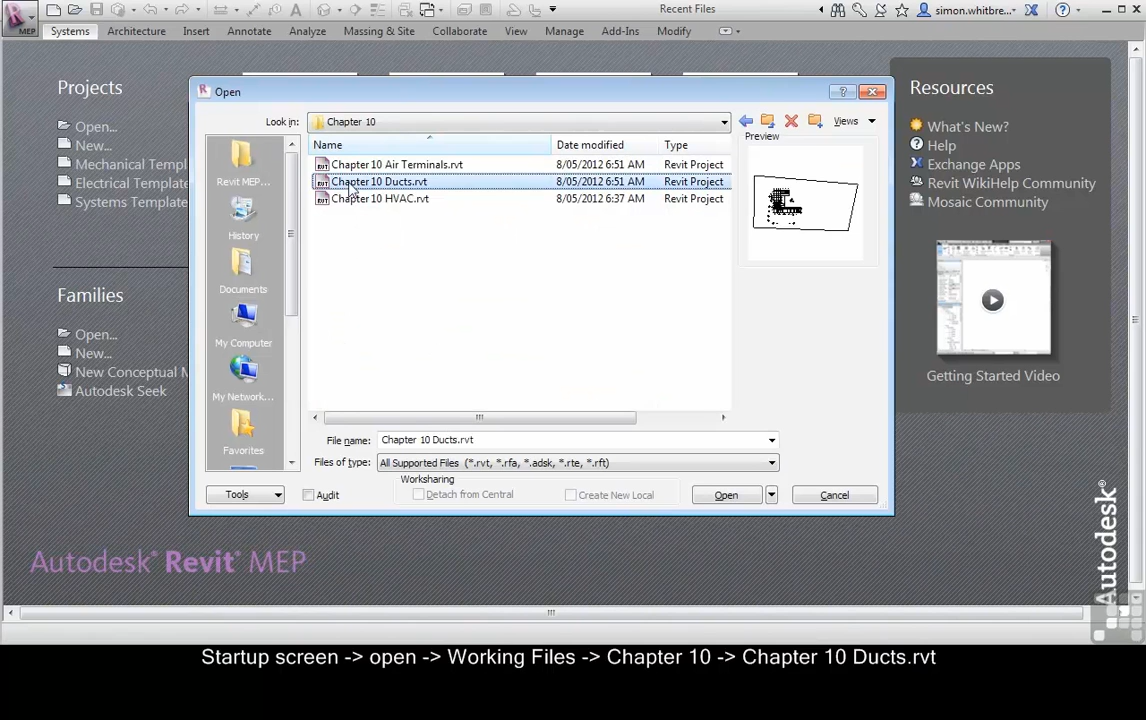 Recent Files
simon.whitbre...
MEP
Systems
Architecture
Insert
Annotate
Analyze
Massing & Site
Collaborate
View
Manage
Add-Ins
Modify
Projects
Open...
New...
Mechanical Templ
Electrical Template
Systems Template
Families
Open...
New...
New Conceptual M
Autodesk Seek
Open
Look in:
Chapter 10
Views
Name
Date modified
Type
Chapter 10 Air Terminals.rvt 8/05/2012 6:51 AM Revit Project
Chapter 10 Ducts.rvt 8/05/2012 6:51 AM Revit Project
Chapter 10 HVAC.rvt 8/05/2012 6:37 AM Revit Project
Preview
Revit MEP...
History
Documents
My Computer
My Network...
Favorites
File name: Chapter 10 Ducts.rvt
Files of type: All Supported Files (*.rvt, *.rfa, *.adsk, *.rte, *.rft)
Worksharing
Tools
Audit
Detach from Central
Create New Local
Open
Cancel
Resources
What's New?
Help
Exchange Apps
Revit WikiHelp Community
Mosaic Community
Getting Started Video
Autodesk® Revit® MEP
Autodesk
Startup screen -> open -> Working Files -> Chapter 10 -> Chapter 10 Ducts.rvt